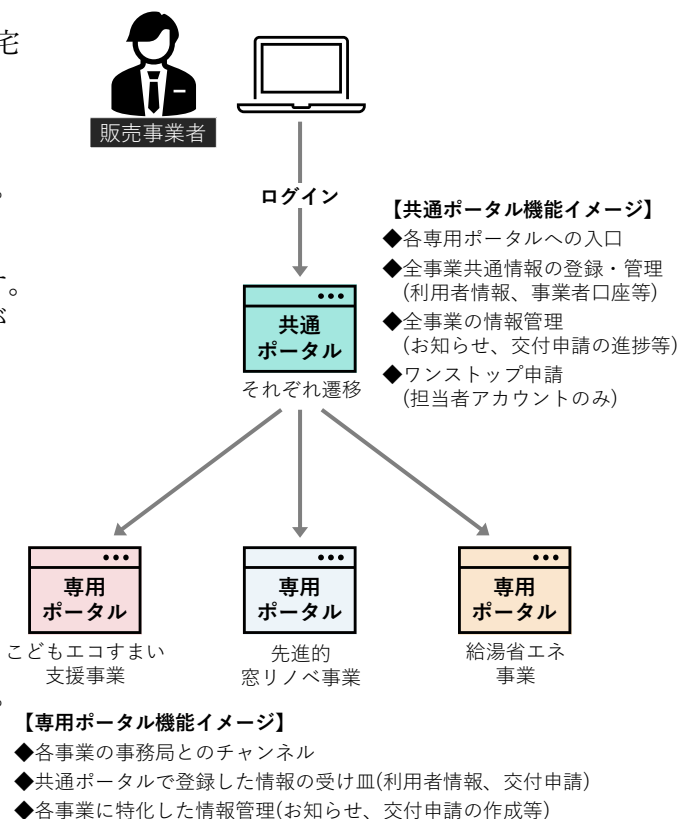 宅
販売事業者
。
ログイン
【共通ポータル機能イメージ】
◆各専用ポータルへの入口
◆全事業共通情報の登録・管理
(利用者情報、事業者口座等)
す。
が
◆全事業の情報管理
(お知らせ、交付申請の進捗等)
共通
ポータル
◆ワンストップ申請
(担当者アカウントのみ)
それぞれ遷移
専用
ポータル
専用
ポータル
専用
ポータル
こどもエコすまい
支援事業
先進的
窓リノベ事業
給湯省エネ
事業
。
【専用ポータル機能イメージ】
◆各事業の事務局とのチャンネル
◆共通ポータルで登録した情報の受け皿(利用者情報、交付申請)
◆各事業に特化した情報管理(お知らせ、交付申請の作成等)